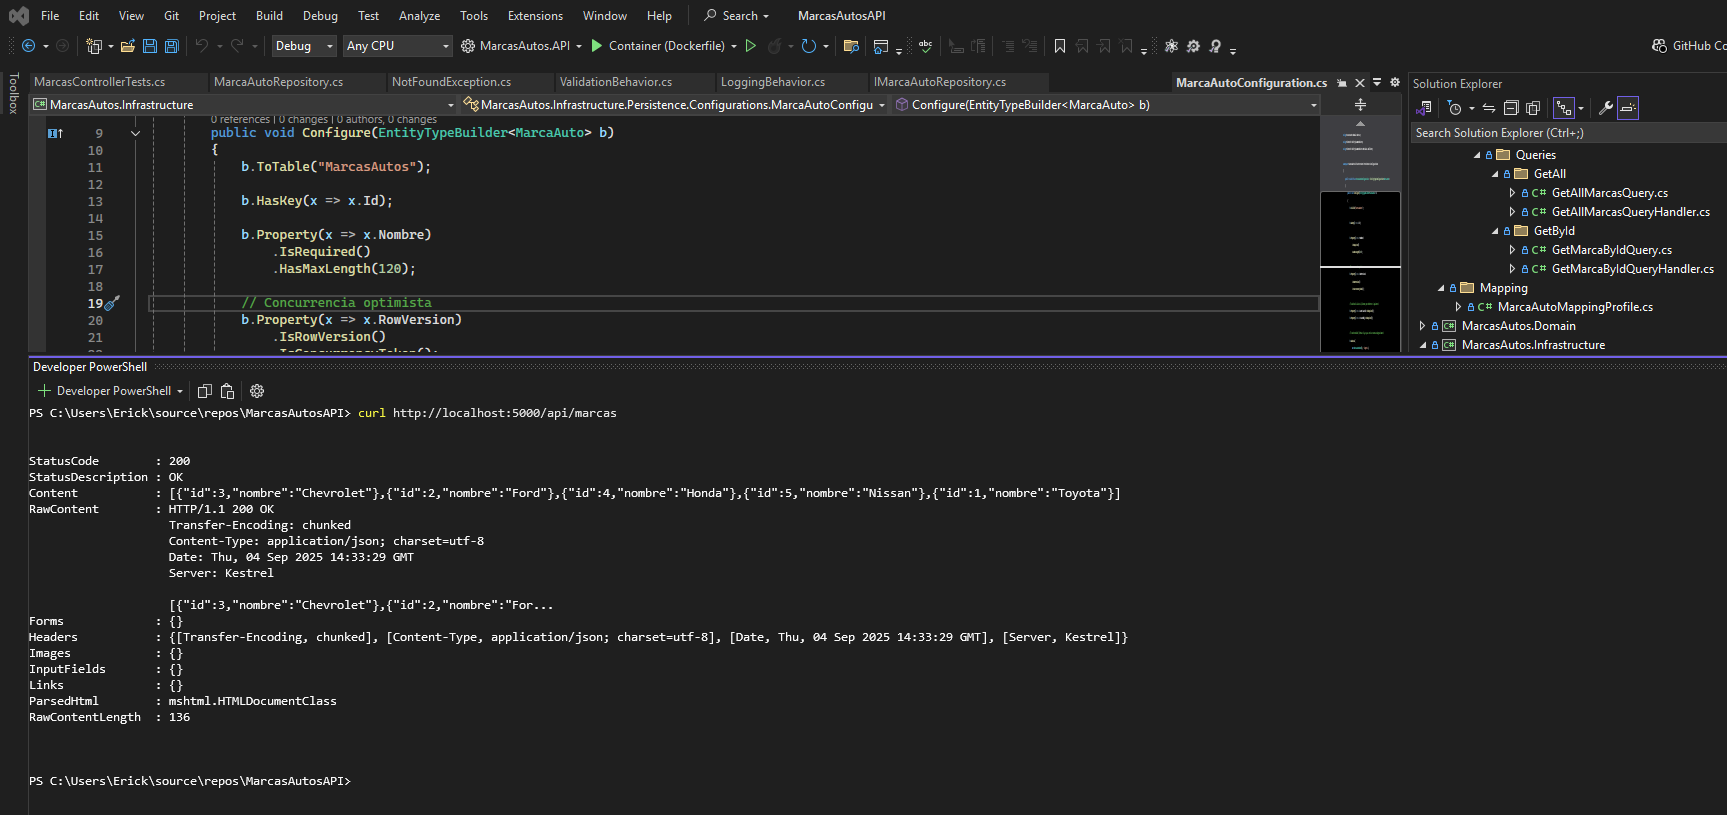 File Edit View Git Project Build Debug Test Analyze Tools Extensions Window Help Search MarcasAutosAPI
Debug Any CPU MarcasAutos.API Container (Dockerfile) GitHub Co
Toolbox
MarcasControllerTests.cs MarcaAutoRepository.cs NotFoundException.cs ValidationBehavior.cs LoggingBehavior.cs IMarcaAutoRepository.cs MarcaAutoConfiguration.cs
MarcasAutos.Infrastructure MarcasAutos.Infrastructure.Persistence.Configurations.MarcaAutoConfigu Configure(EntityTypeBuilder<MarcaAuto> b)
0 references | 0 changes | 0 authors, 0 changes
9 public void Configure(EntityTypeBuilder<MarcaAuto> b)
10 {
11 b.ToTable("MarcasAutos");
12
13 b.HasKey(x => x.Id);
14
15 b.Property(x => x.Nombre)
16 .IsRequired()
17 .HasMaxLength(120);
18
19 // Concurrencia optimista
20 b.Property(x => x.RowVersion)
21 .IsRowVersion()
.IsConcurrencyToken();
Solution Explorer
Search Solution Explorer (Ctrl+;)
Queries
GetAll
C# GetAllMarcasQuery.cs
C# GetAllMarcasQueryHandler.cs
GetById
C# GetMarcaByIdQuery.cs
C# GetMarcaByIdQueryHandler.cs
Mapping
C# MarcaAutoMappingProfile.cs
MarcasAutos.Domain
MarcasAutos.Infrastructure
Developer PowerShell
Developer PowerShell
PS C:\Users\Erick\source\repos\MarcasAutosAPI> curl http://localhost:5000/api/marcas
StatusCode : 200
StatusDescription : OK
Content : [{"id":3,"nombre":"Chevrolet"},{"id":2,"nombre":"Ford"},{"id":4,"nombre":"Honda"},{"id":5,"nombre":"Nissan"},{"id":1,"nombre":"Toyota"}]
RawContent : HTTP/1.1 200 OK
Transfer-Encoding: chunked
Content-Type: application/json; charset=utf-8
Date: Thu, 04 Sep 2025 14:33:29 GMT
Server: Kestrel
[{"id":3,"nombre":"Chevrolet"},{"id":2,"nombre":"For...
Forms : {}
Headers : {[Transfer-Encoding, chunked], [Content-Type, application/json; charset=utf-8], [Date, Thu, 04 Sep 2025 14:33:29 GMT], [Server, Kestrel]}
Images : {}
InputFields : {}
Links : {}
ParsedHtml : mshtml.HTMLDocumentClass
RawContentLength : 136
PS C:\Users\Erick\source\repos\MarcasAutosAPI>